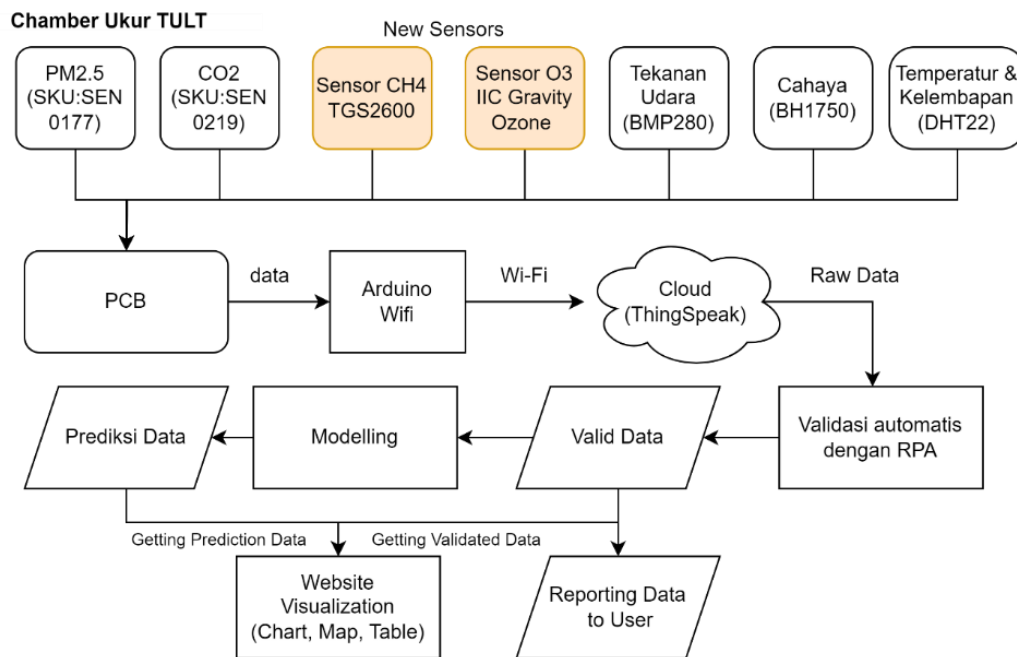 Chamber Ukur TULT
New Sensors
PM2.5
(SKU:SEN
0177)
CO2
(SKU:SEN
0219)
Sensor CH4
TGS2600
Sensor O3
IIC Gravity
Ozone
Tekanan
Udara
(BMP280)
Cahaya
(BH1750)
Temperatur &
Kelembapan
(DHT22)
PCB
data
Arduino
Wifi
Wi-Fi
Cloud
(ThingSpeak)
Raw Data
Prediksi Data
Modelling
Valid Data
Validasi automatis
dengan RPA
Getting Prediction Data
Getting Validated Data
Website
Visualization
(Chart, Map, Table)
Reporting Data
to User